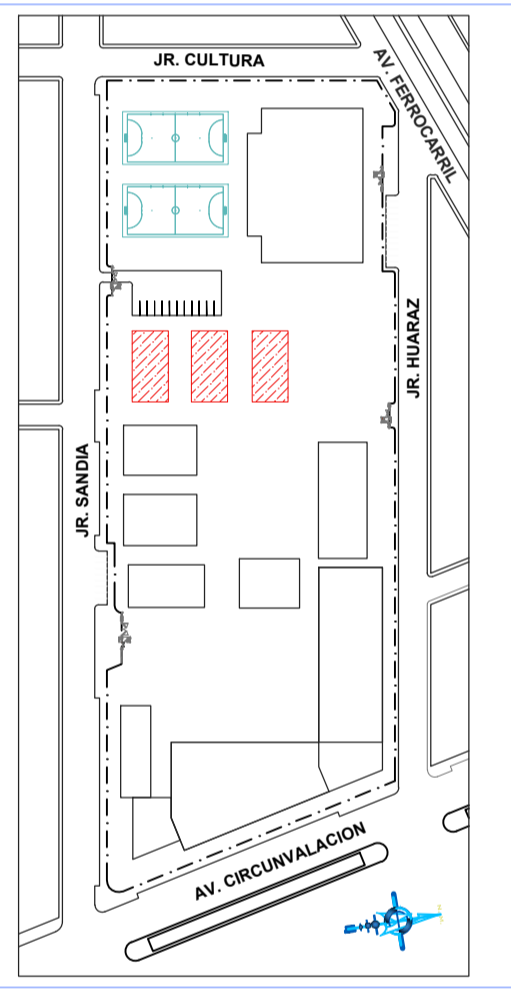 JR. CULTURA
AV. FERROCARRIL
JR. HUARAZ
JR. SANDIA
AV. CIRCUNVALACION